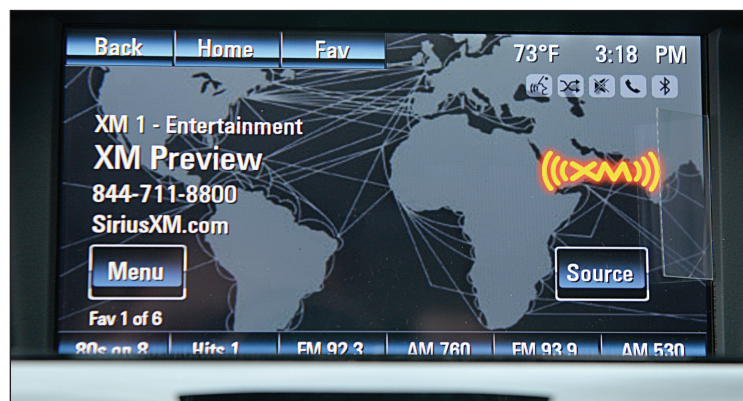 Back Home Fav 73°F 3:18 PM
XM 1 - Entertainment
XM Preview
844-711-8800
SiriusXM.com
XM
Menu Source
Fav 1 of 6
80s on 8 Hits 1 FM 92.3 AM 760 FM 93.9 AM 530